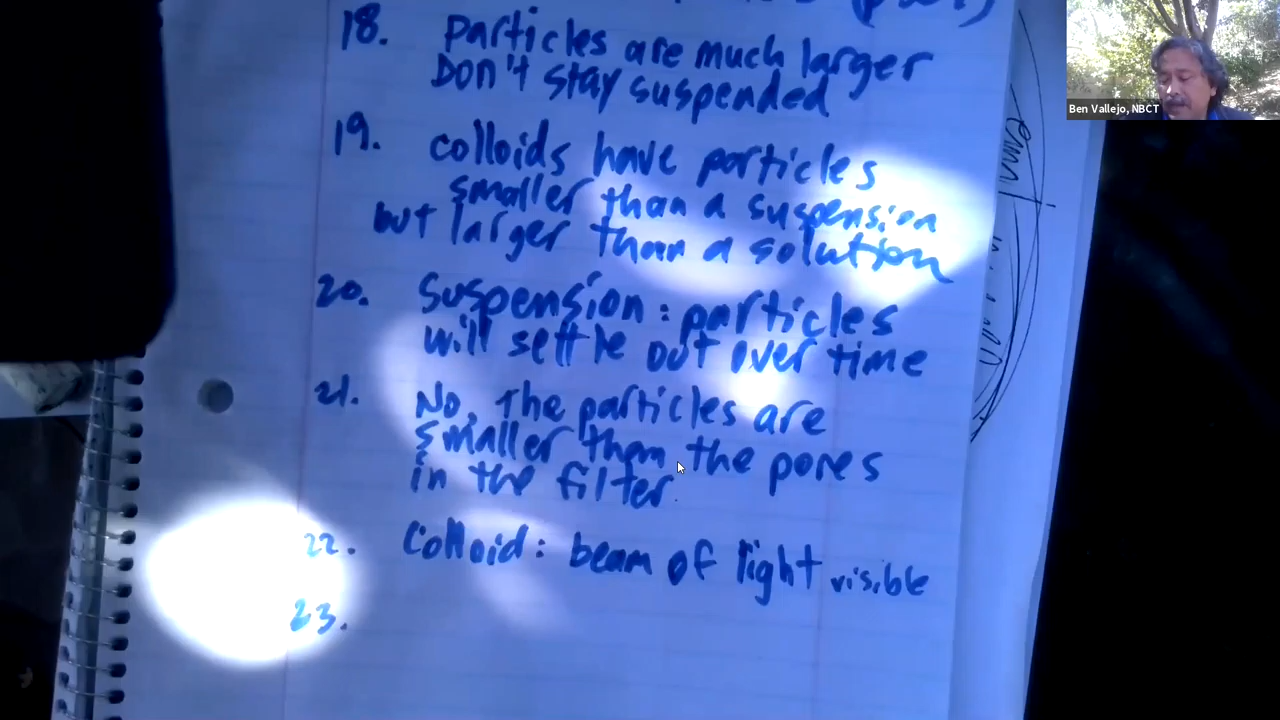 18. Particles are much larger
Don't stay suspended
19. colloids have particles
smaller than a suspension
but larger than a solution
20. Suspension: particles
will settle out over time
21. No, the particles are
smaller than the pores
in the filter.
22. Colloid: beam of light visible
23.
Ben Vallejo, NBCT